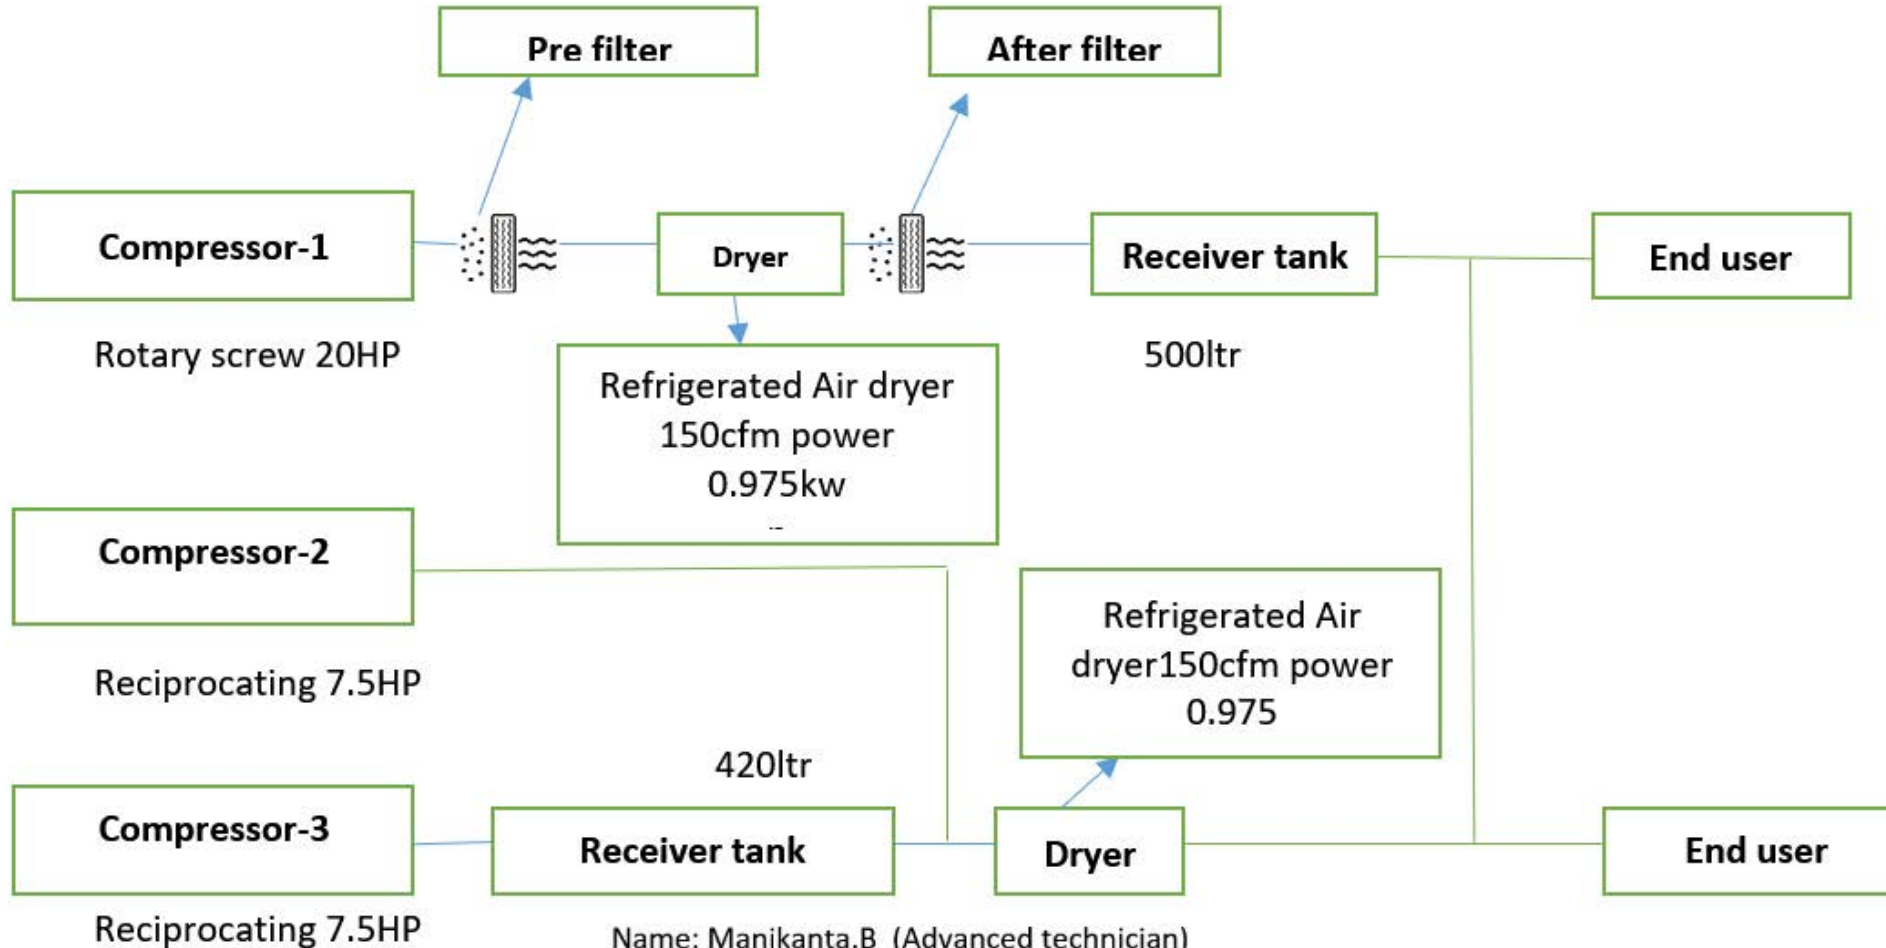 Pre filter
After filter
Compressor-1
Dryer
Receiver tank
End user
Rotary screw 20HP
500ltr
Refrigerated Air dryer
150cfm power
0.975kw
Compressor-2
Reciprocating 7.5HP
Refrigerated Air
dryer150cfm power
0.975
420ltr
Compressor-3
Receiver tank
Dryer
End user
Reciprocating 7.5HP
Name: Manikanta.B (Advanced technician)